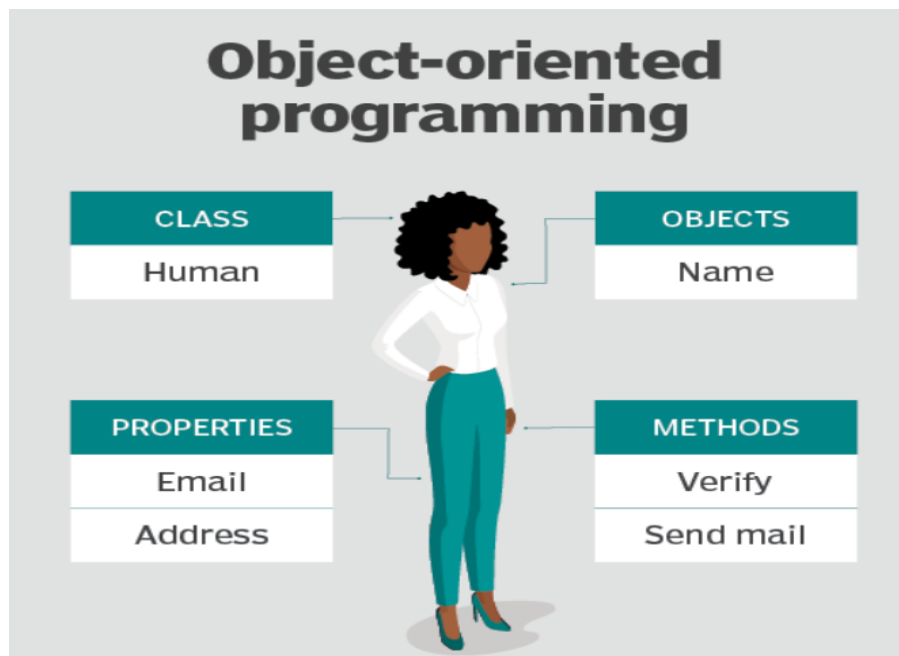 Object-oriented
programming
CLASS
Human
OBJECTS
Name
PROPERTIES
Email
Address
METHODS
Verify
Send mail